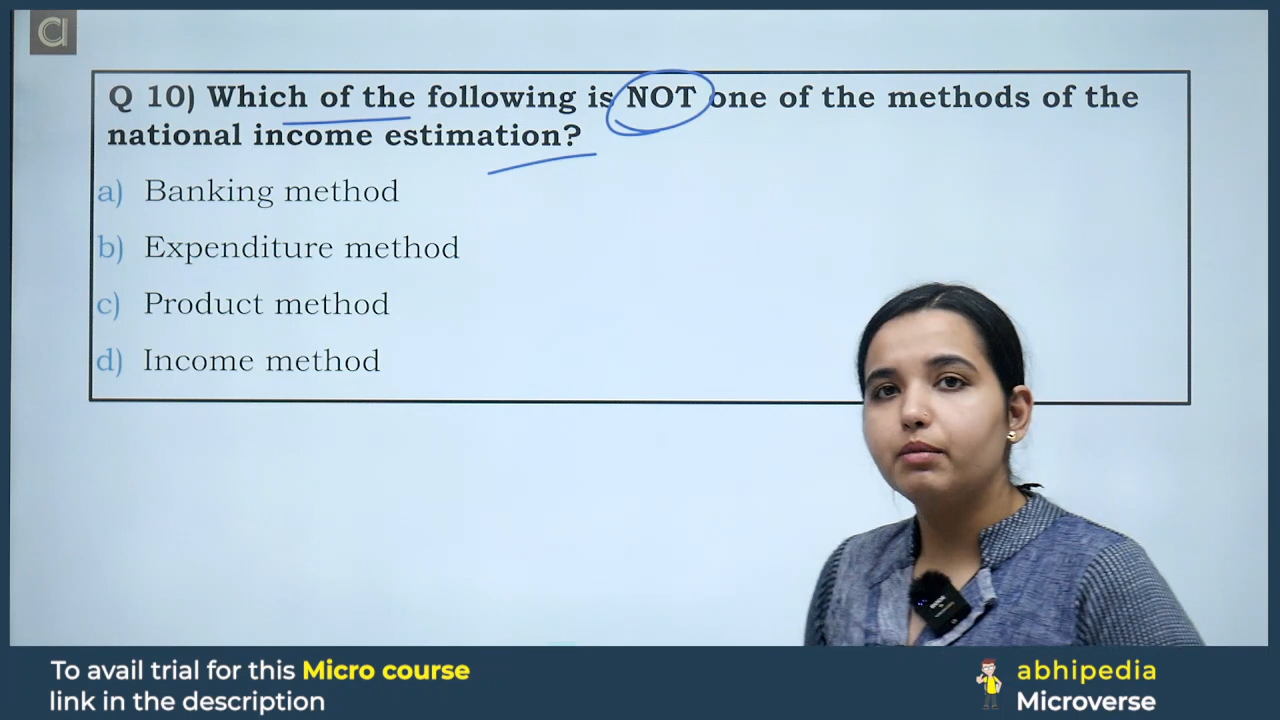 Q 10) Which of the following is NOT one of the methods of the
national income estimation?
a) Banking method
b) Expenditure method
c) Product method
d) Income method
To avail trial for this Micro course
link in the description
abhipedia
Microverse